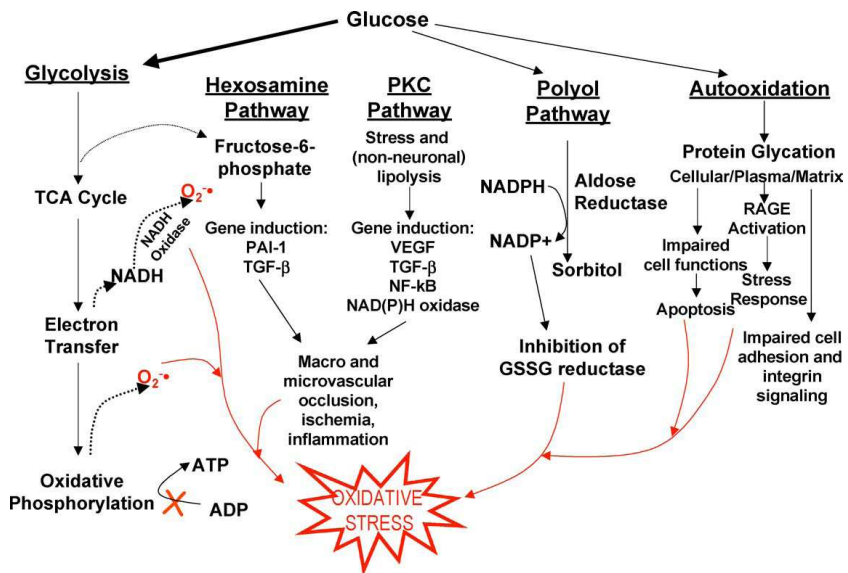 Glucose
Glycolysis
TCA Cycle
O₂⁻•
NADH
Oxidase
NADH
Electron
Transfer
O₂⁻•
Oxidative
Phosphorylation
ATP
ADP
Hexosamine
Pathway
Fructose-6-
phosphate
Gene induction:
PAI-1
TGF-β
PKC
Pathway
Stress and
(non-neuronal)
lipolysis
Gene induction:
VEGF
TGF-β
NF-kB
NAD(P)H oxidase
Macro and
microvascular
occlusion,
ischemia,
inflammation
Polyol
Pathway
NADPH
Aldose
Reductase
NADP+
Sorbitol
Inhibition of
GSSG reductase
Autooxidation
Protein Glycation
Cellular/Plasma/Matrix
Impaired
cell functions
Apoptosis
RAGE
Activation
Stress
Response
Impaired cell
adhesion and
integrin
signaling
OXIDATIVE
STRESS